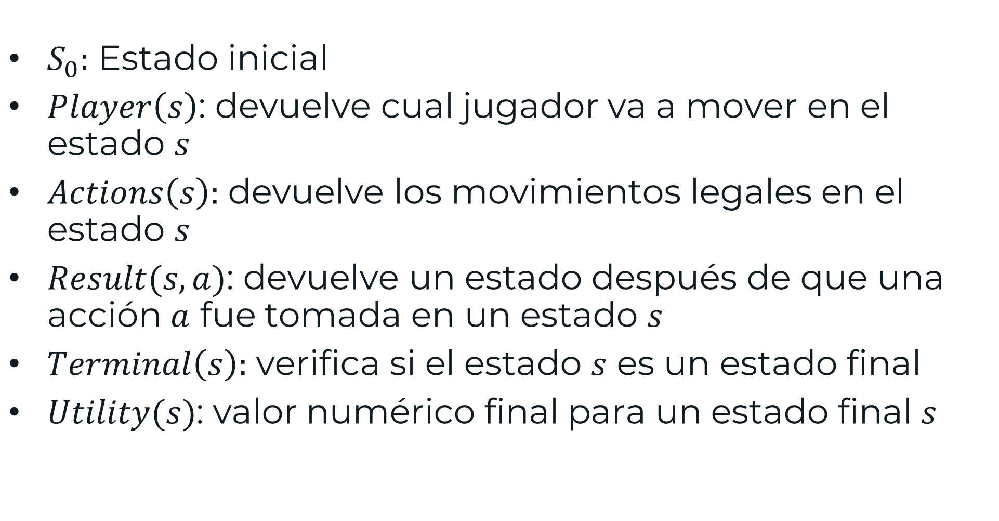 • S₀: Estado inicial
• Player(s): devuelve cual jugador va a mover en el
estado s
• Actions(s): devuelve los movimientos legales en el
estado s
• Result(s, a): devuelve un estado después de que una
acción a fue tomada en un estado s
• Terminal(s): verifica si el estado s es un estado final
• Utility(s): valor numérico final para un estado final s